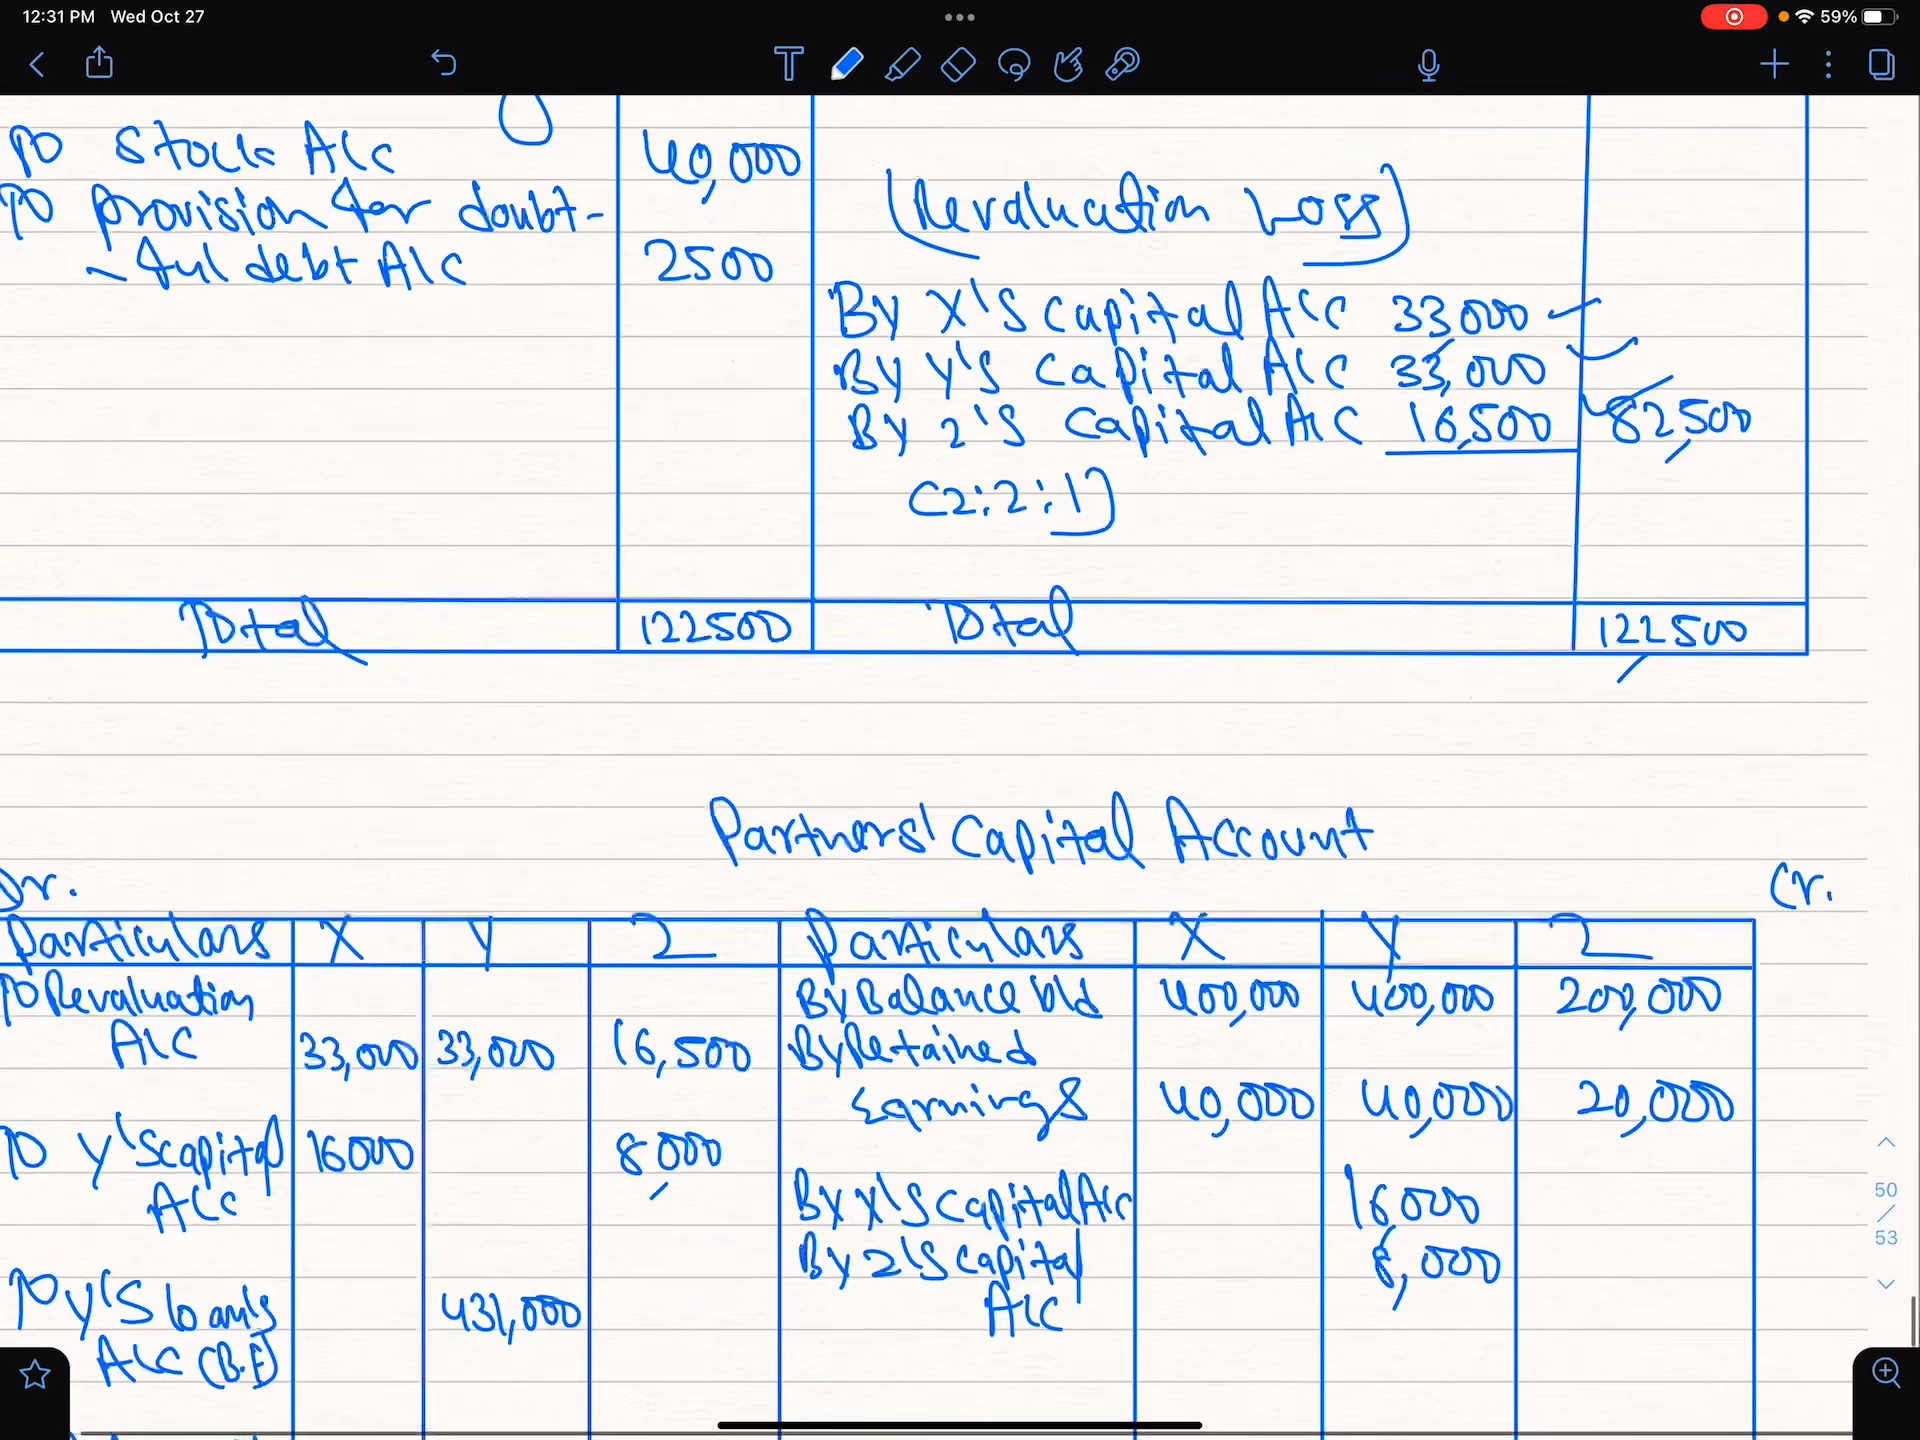 12:31 PM Wed Oct 27
59%
To Stock A/c 40,000
To provision for doubt-
-ful debt A/c 2500
(Revaluation Loss)
By X's capital A/c 33,000
By Y's capital A/c 33,000
By Z's capital A/c 16,500 82,500
(2:2:1)
Total 122500 Total 122500
Partners' Capital Account
Dr. Cr.
Particulars X Y Z Particulars X Y Z
To Revaluation A/c 33,000 33,000 16,500
By Balance b/d 400,000 400,000 200,000
By Retained Earnings 40,000 40,000 20,000
To Y's capital A/c 16000 8,000
By X's Capital A/c 16000
By Z's Capital A/c 8,000
To Y's loan's A/c (B.F) 431,000
50
/
53